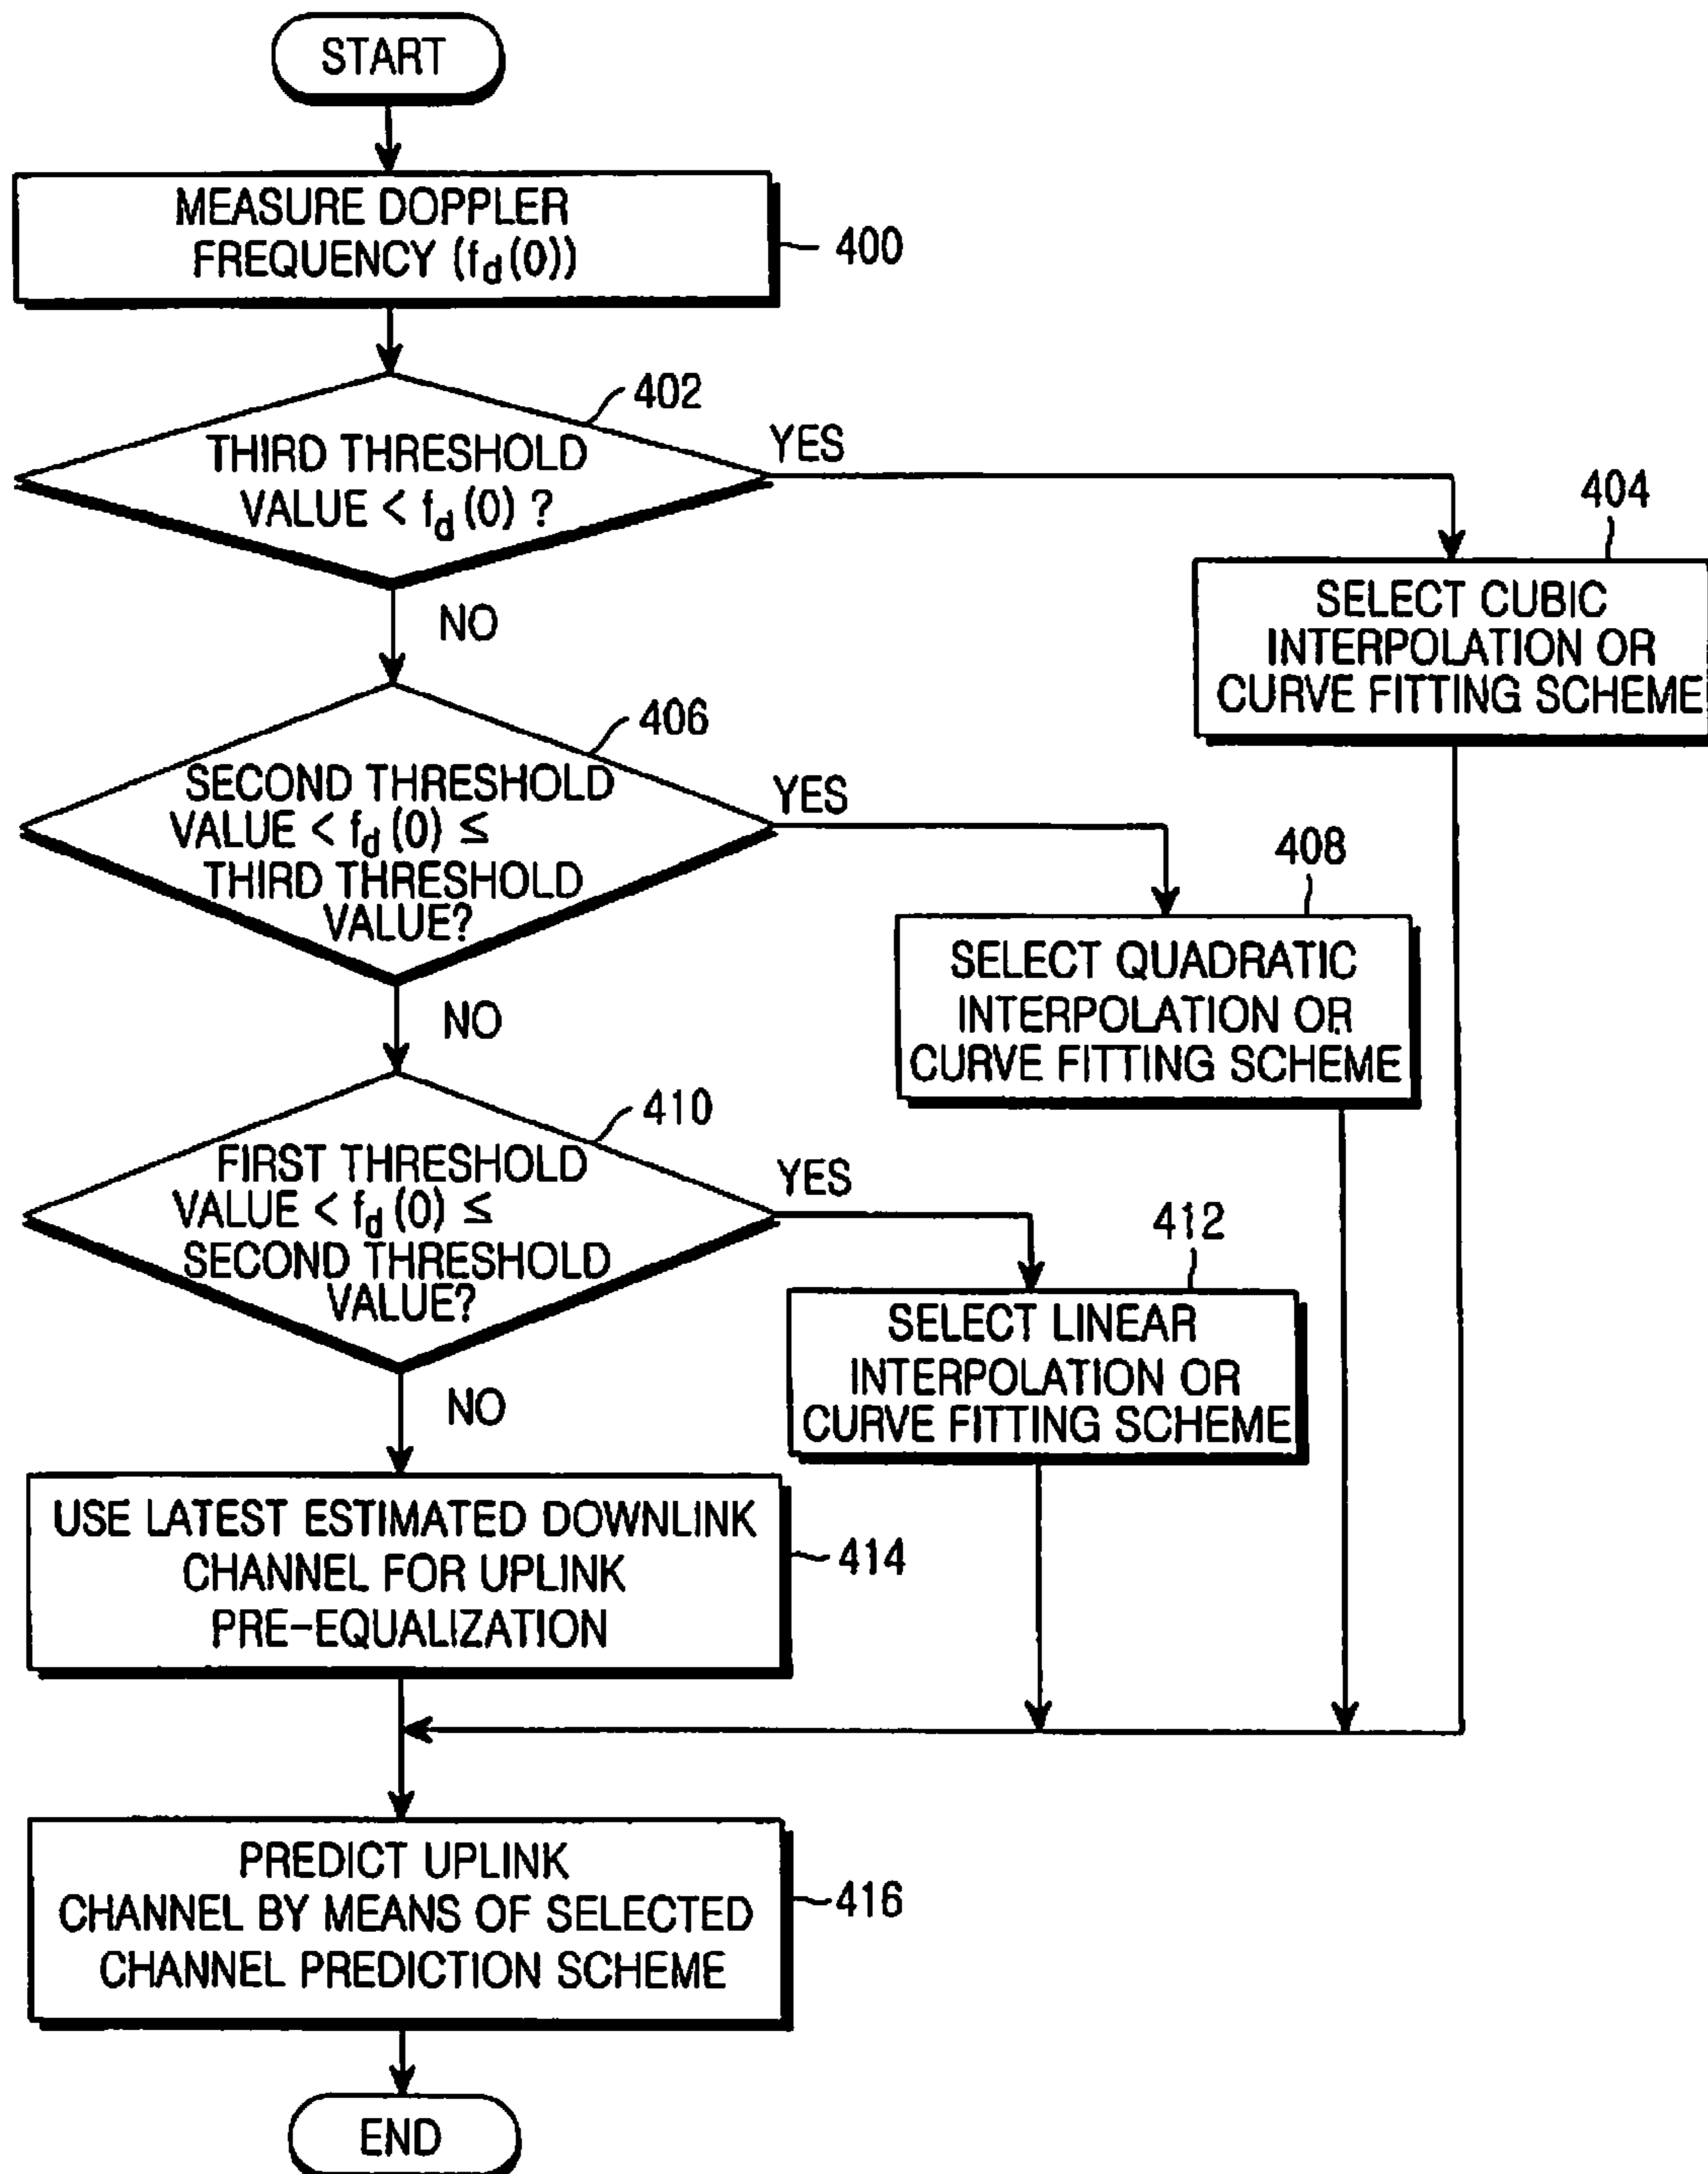 START
MEASURE DOPPLER
FREQUENCY (fd(0))
400
402
THIRD THRESHOLD
VALUE < fd(0) ?
YES
NO
404
SELECT CUBIC
INTERPOLATION OR
CURVE FITTING SCHEME
406
SECOND THRESHOLD
VALUE < fd(0) ≤
THIRD THRESHOLD
VALUE?
YES
NO
408
SELECT QUADRATIC
INTERPOLATION OR
CURVE FITTING SCHEME
410
FIRST THRESHOLD
VALUE < fd(0) ≤
SECOND THRESHOLD
VALUE?
YES
NO
412
SELECT LINEAR
INTERPOLATION OR
CURVE FITTING SCHEME
USE LATEST ESTIMATED DOWNLINK
CHANNEL FOR UPLINK
PRE-EQUALIZATION
414
PREDICT UPLINK
CHANNEL BY MEANS OF SELECTED
CHANNEL PREDICTION SCHEME
416
END